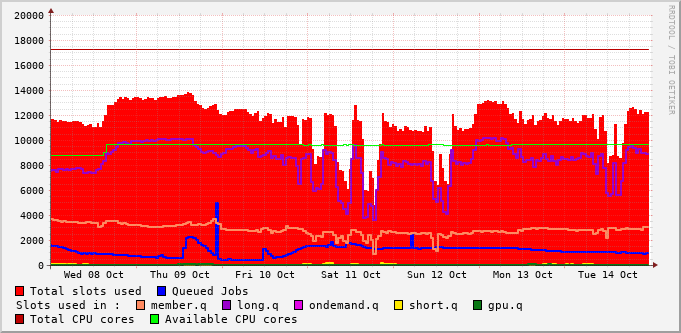 RRDTOOL / TOBI OETIKER
20000
18000
16000
14000
12000
10000
8000
6000
4000
2000
0
Wed 08 Oct Thu 09 Oct Fri 10 Oct Sat 11 Oct Sun 12 Oct Mon 13 Oct Tue 14 Oct
Total slots used Queued Jobs
Slots used in : member.q long.q ondemand.q short.q gpu.q
Total CPU cores Available CPU cores